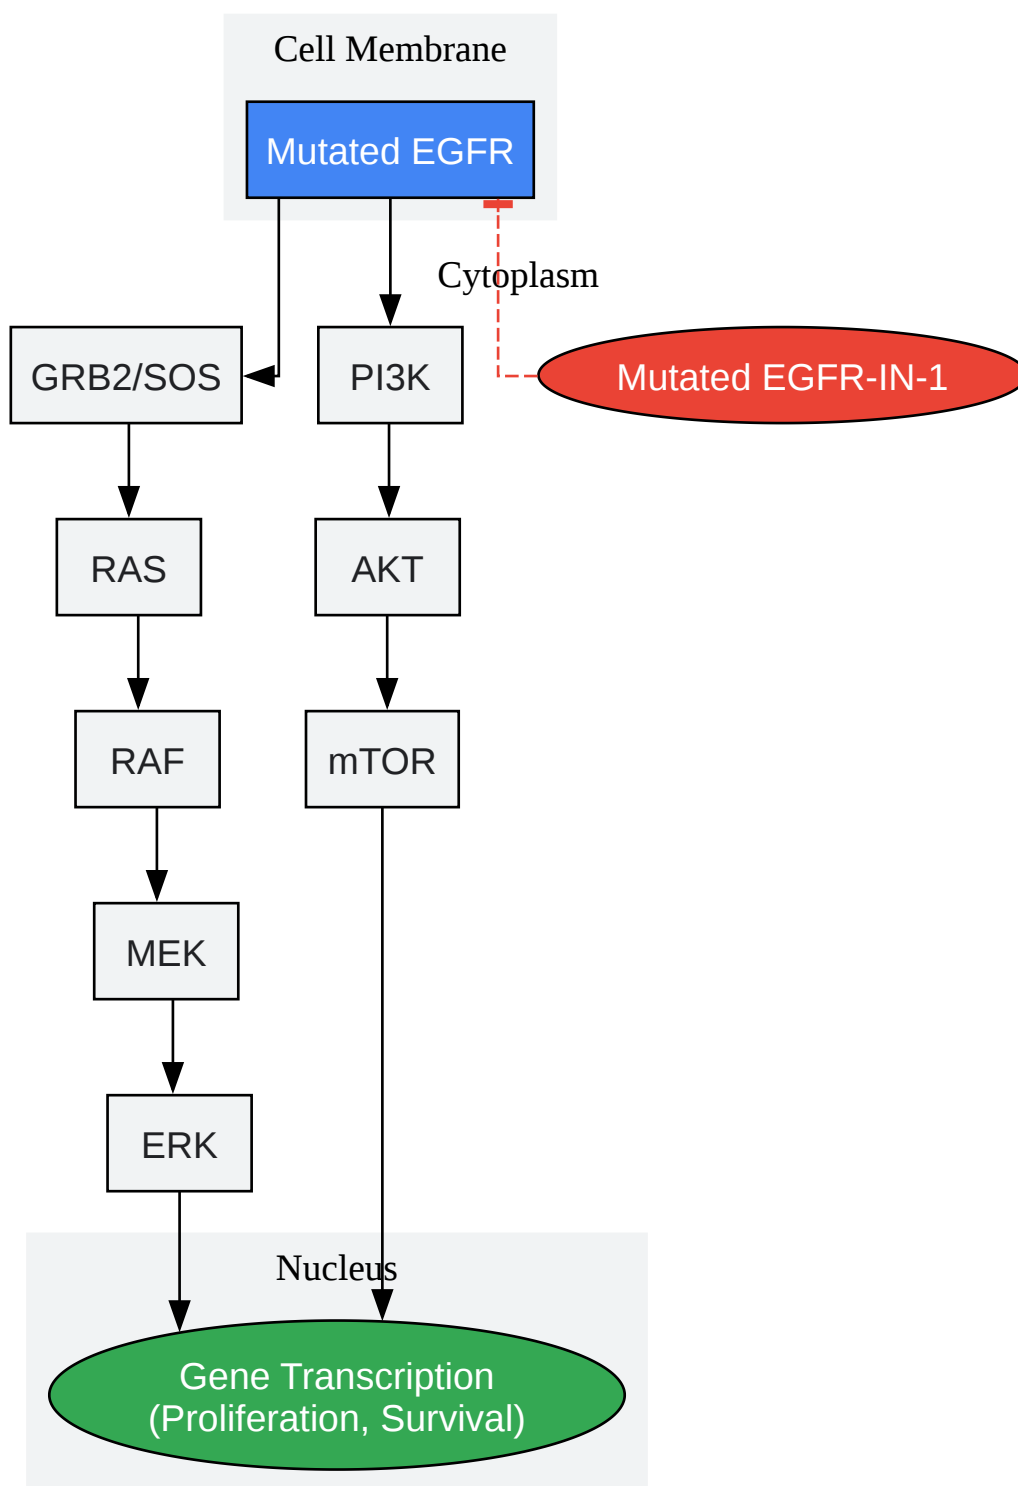 Cell Membrane
Mutated EGFR
Cytoplasm
GRB2/SOS
PI3K
Mutated EGFR-IN-1
RAS
AKT
RAF
mTOR
MEK
ERK
Nucleus
Gene Transcription
(Proliferation, Survival)